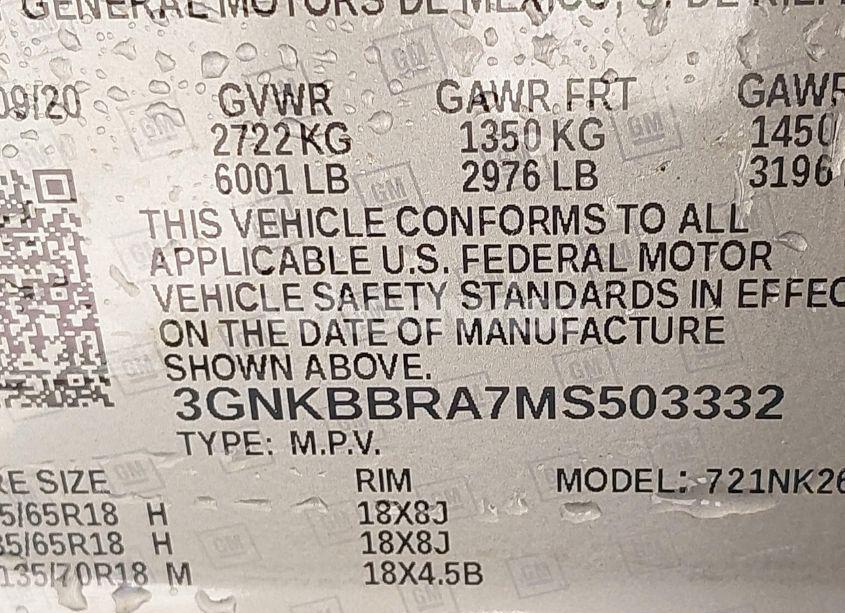 GENERAL MOTORS DE MEXICO, S. DE R.L.
09/20 GVWR GAWR FRT GAWR
2722 KG 1350 KG 1450
6001 LB 2976 LB 3196
THIS VEHICLE CONFORMS TO ALL
APPLICABLE U.S. FEDERAL MOTOR
VEHICLE SAFETY STANDARDS IN EFFEC
ON THE DATE OF MANUFACTURE
SHOWN ABOVE.
3GNKBBRA7MS503332
TYPE: M.P.V.
RE SIZE RIM MODEL: 721NK26
5/65R18 H 18X8J
35/65R18 H 18X8J
135/70R18 M 18X4.5B